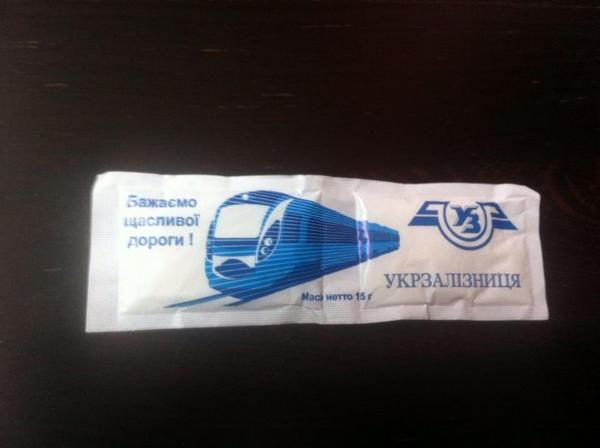 Бажаємо
щасливої
дороги !
Маса нетто 15 г
УЗ
УКРЗАЛІЗНИЦЯ